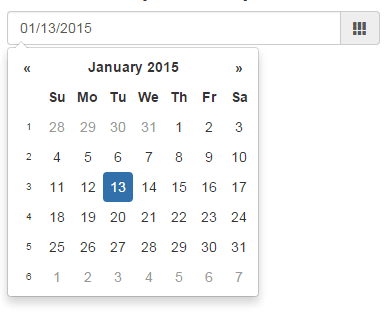 01/13/2015
« January 2015 »
Su Mo Tu We Th Fr Sa
1 28 29 30 31 1 2 3
2 4 5 6 7 8 9 10
3 11 12 13 14 15 16 17
4 18 19 20 21 22 23 24
5 25 26 27 28 29 30 31
6 1 2 3 4 5 6 7